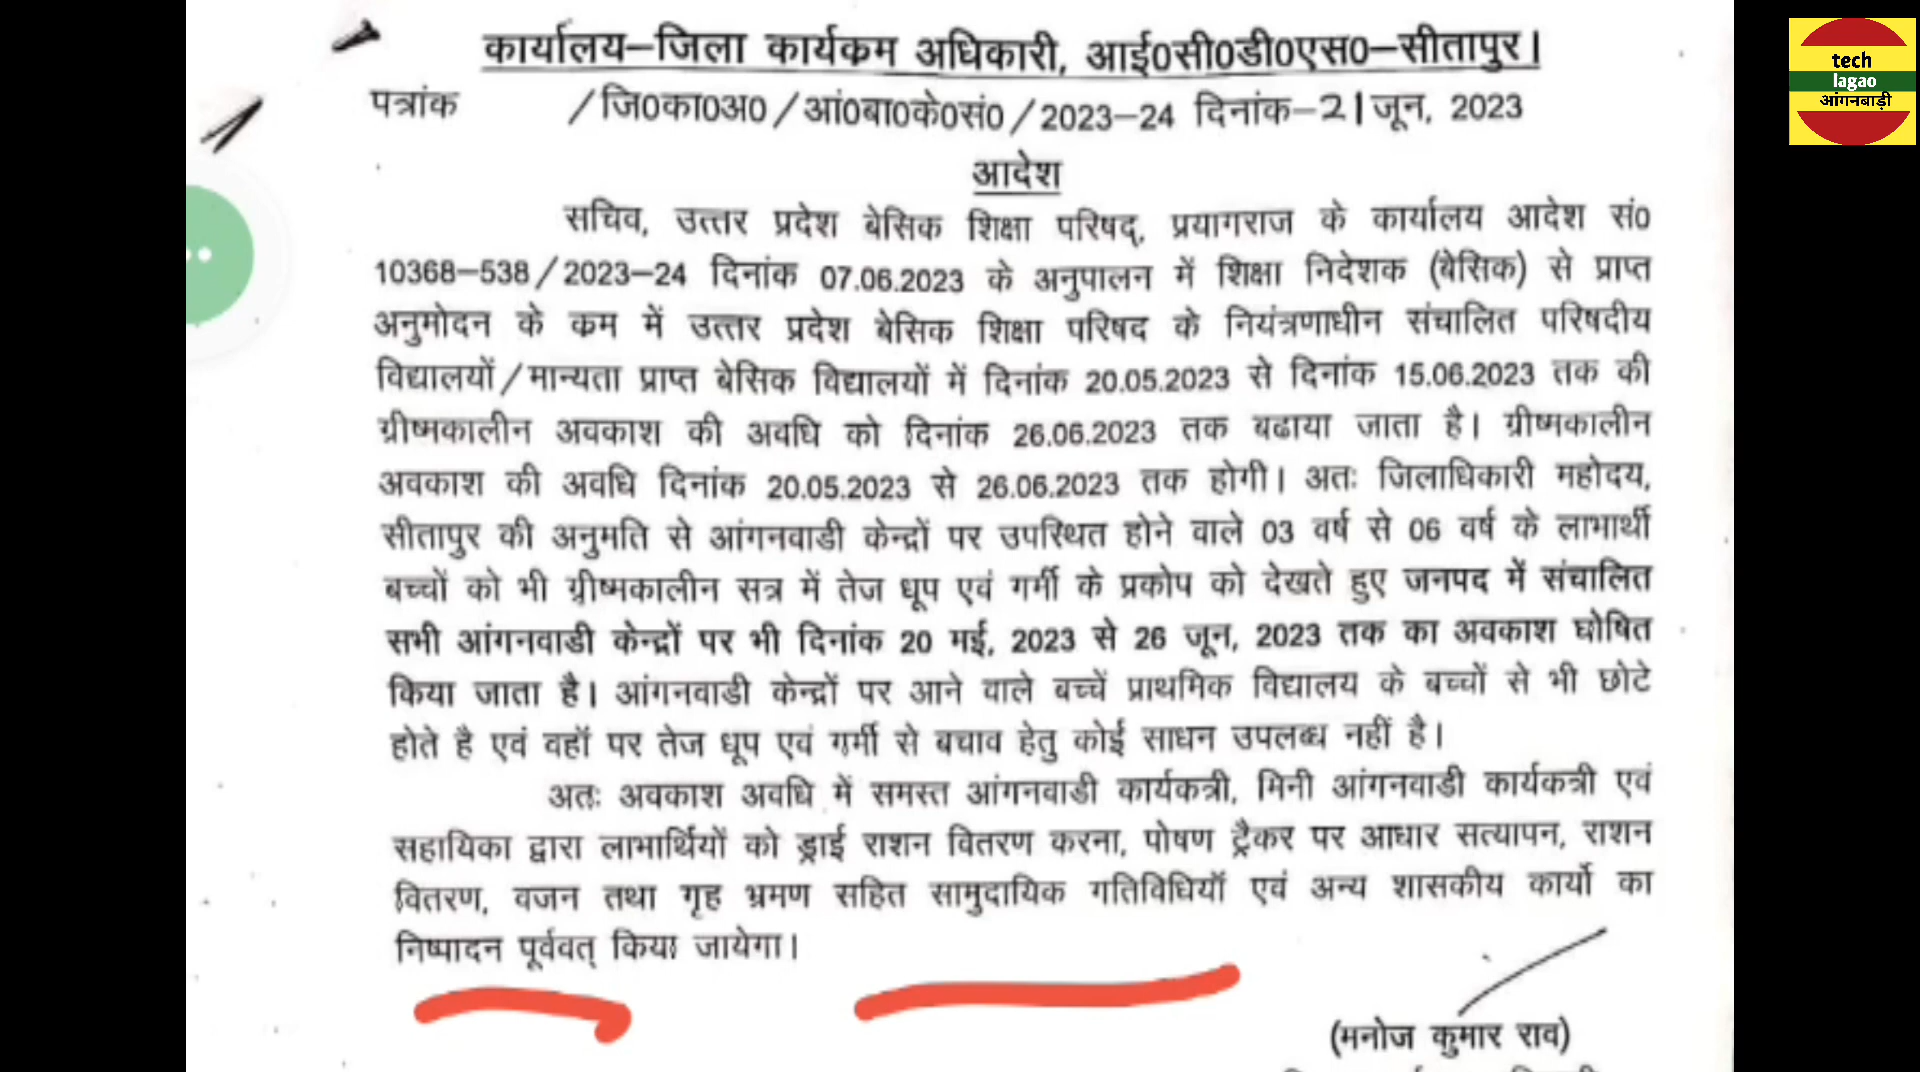 कार्यालय–जिला कार्यकम अधिकारी, आई0सी0डी0एस0–सीतापुर।
पत्रांक /जि0का0अ0/आं0बा0के0सं0/2023–24 दिनांक–21जून, 2023
आदेश
सचिव, उत्तर प्रदेश बेसिक शिक्षा परिषद्, प्रयागराज के कार्यालय आदेश सं0
10368–538/2023–24 दिनांक 07.06.2023 के अनुपालन में शिक्षा निदेशक (बेसिक) से प्राप्त
अनुमोदन के कम में उत्तर प्रदेश बेसिक शिक्षा परिषद के नियंत्रणाधीन संचालित परिषदीय
विद्यालयों/मान्यता प्राप्त बेसिक विद्यालयों में दिनांक 20.05.2023 से दिनांक 15.06.2023 तक की
ग्रीष्मकालीन अवकाश की अवधि को दिनांक 26.06.2023 तक बढाया जाता है। ग्रीष्मकालीन
अवकाश की अवधि दिनांक 20.05.2023 से 26.06.2023 तक होगी। अतः जिलाधिकारी महोदय,
सीतापुर की अनुमति से आंगनवाडी केन्द्रों पर उपस्थित होने वाले 03 वर्ष से 06 वर्ष के लाभार्थी
बच्चों को भी ग्रीष्मकालीन सत्र में तेज धूप एवं गर्मी के प्रकोप को देखते हुए जनपद में संचालित
सभी आंगनवाडी केन्द्रों पर भी दिनांक 20 मई, 2023 से 26 जून, 2023 तक का अवकाश घोषित
किया जाता है। आंगनवाडी केन्द्रों पर आने वाले बच्चें प्राथमिक विद्यालय के बच्चों से भी छोटे
होते है एवं वहॉ पर तेज धूप एवं गर्मी से बचाव हेतु कोई साधन उपलब्ध नहीं है।
अतः अवकाश अवधि में समस्त आंगनवाडी कार्यकत्री, मिनी आंगनवाडी कार्यकत्री एवं
सहायिका द्वारा लाभार्थियों को ड्राई राशन वितरण करना, पोषण ट्रैकर पर आधार सत्यापन, राशन
वितरण, वजन तथा गृह भ्रमण सहित सामुदायिक गतिविधियॉ एवं अन्य शासकीय कार्यो का
निष्पादन पूर्ववत् किया जायेगा।
(मनोज कुमार राव)
tech
lagao
आंगनबाड़ी